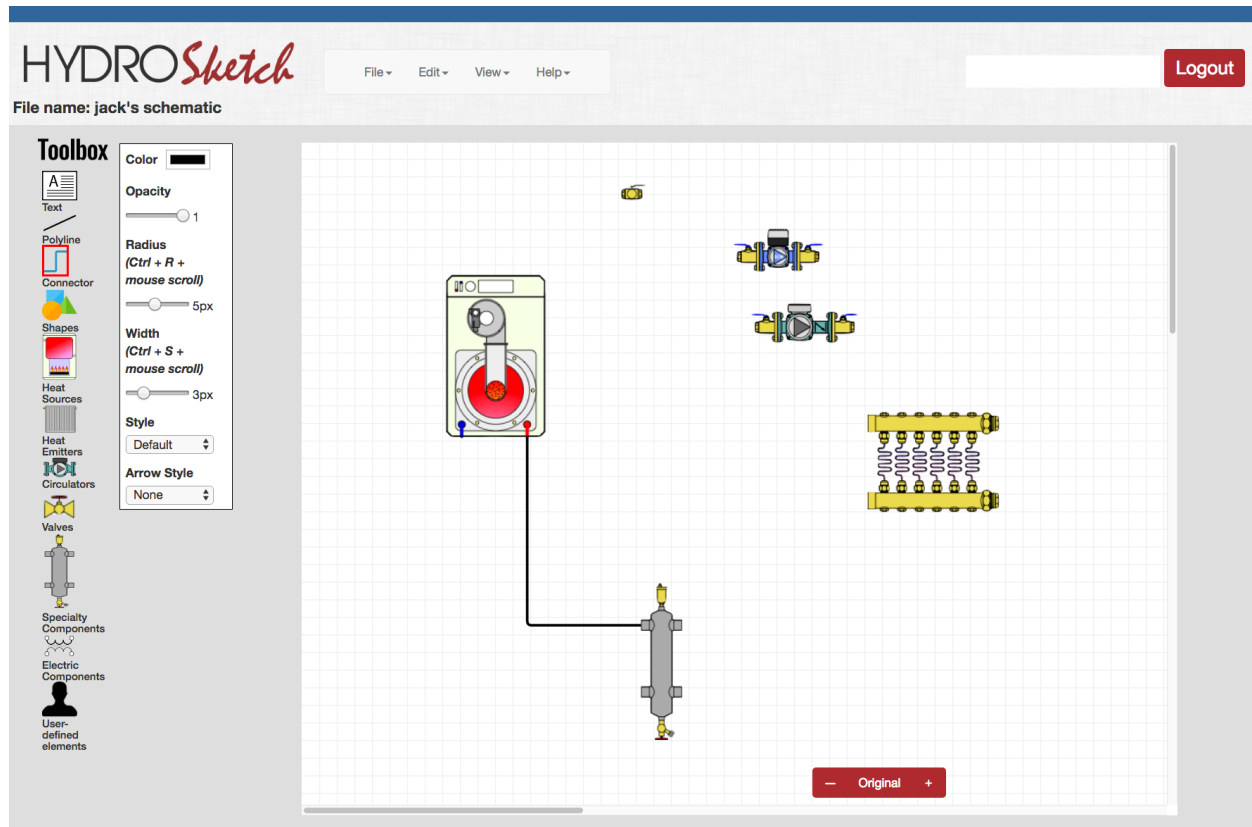 HYDROSketch
File Edit View Help
Logout
File name: jack's schematic
Toolbox
A
Text
Polyline
Connector
Shapes
Heat
Sources
Heat
Emitters
Circulators
Valves
Specialty
Components
Electric
Components
User-
defined
elements
Color
Opacity
1
Radius
(Ctrl + R +
mouse scroll)
5px
Width
(Ctrl + S +
mouse scroll)
3px
Style
Default
Arrow Style
None
– Original +